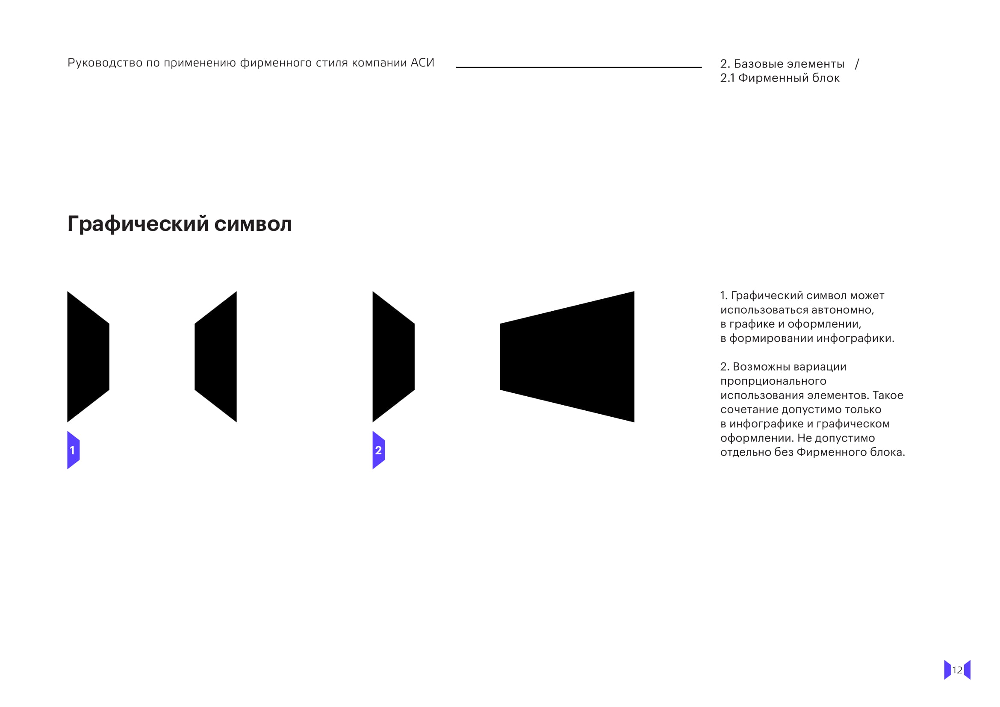 Руководство по применению фирменного стиля компании АСИ
2. Базовые элементы /
2.1 Фирменный блок
Графический символ
1
2
1. Графический символ может
использоваться автономно,
в графике и оформлении,
в формировании инфографики.
2. Возможны вариации
пропрционального
использования элементов. Такое
сочетание допустимо только
в инфографике и графическом
оформлении. Не допустимо
отдельно без Фирменного блока.
12